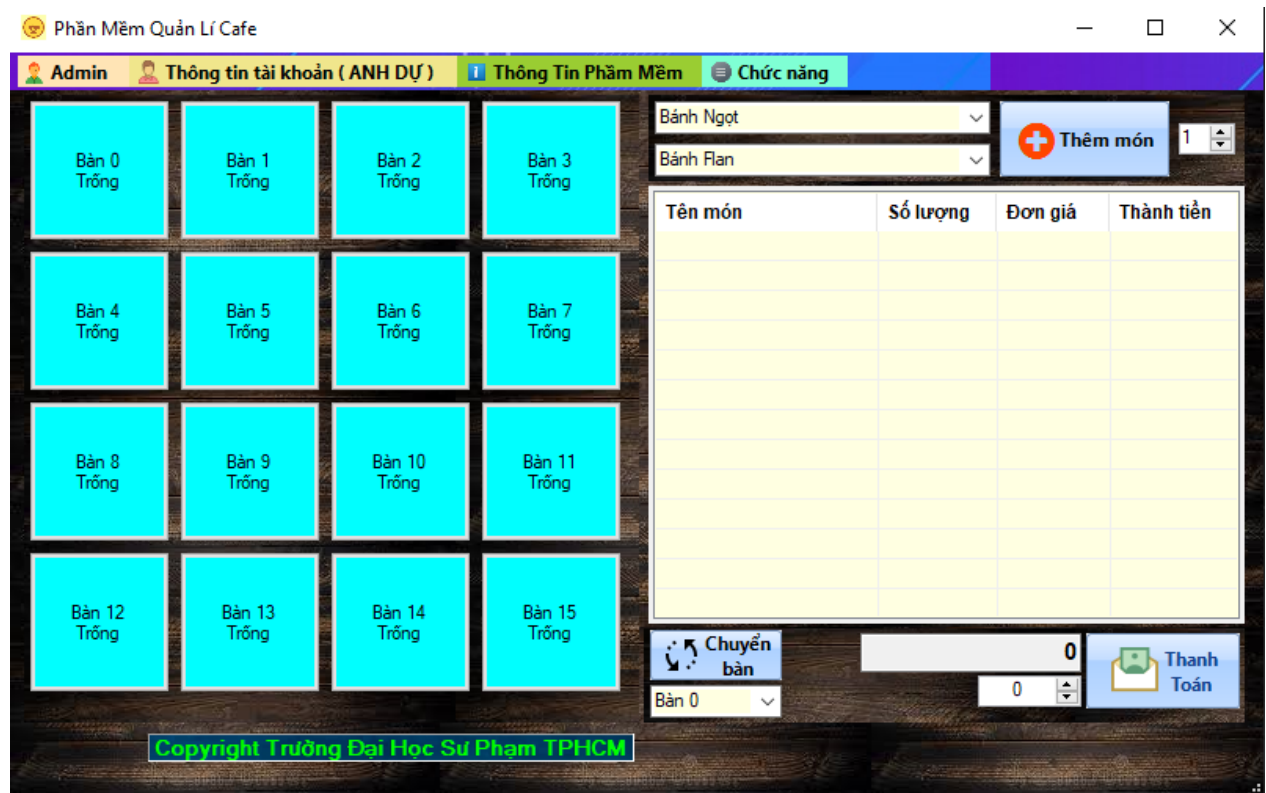 Phần Mềm Quản Lí Cafe
Admin
Thông tin tài khoản ( ANH DỰ )
Thông Tin Phầm Mềm
Chức năng
Bàn 0
Trống
Bàn 1
Trống
Bàn 2
Trống
Bàn 3
Trống
Bàn 4
Trống
Bàn 5
Trống
Bàn 6
Trống
Bàn 7
Trống
Bàn 8
Trống
Bàn 9
Trống
Bàn 10
Trống
Bàn 11
Trống
Bàn 12
Trống
Bàn 13
Trống
Bàn 14
Trống
Bàn 15
Trống
Bánh Ngọt
Bánh Flan
Thêm món
1
Tên món
Số lượng
Đơn giá
Thành tiền
Chuyển
bàn
Bàn 0
0
0
Thanh
Toán
Copyright Trường Đại Học Sư Phạm TPHCM